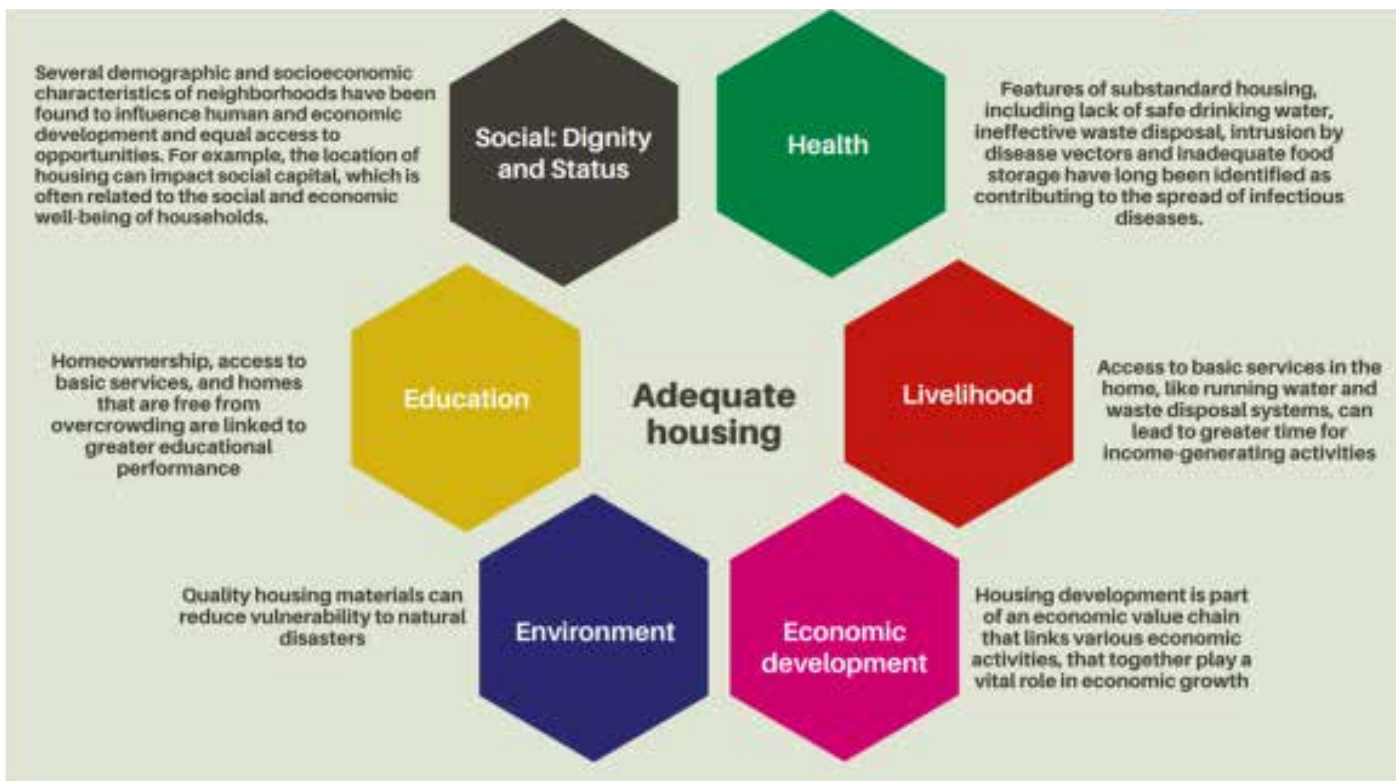 Several demographic and socioeconomic
characteristics of neighborhoods have been
found to influence human and economic
development and equal access to
opportunities. For example, the location of
housing can impact social capital, which is
often related to the social and economic
well-being of households.
Social: Dignity
and Status
Health
Features of substandard housing,
including lack of safe drinking water,
ineffective waste disposal, intrusion by
disease vectors and inadequate food
storage have long been identified as
contributing to the spread of infectious
diseases.
Homeownership, access to
basic services, and homes
that are free from
overcrowding are linked to
greater educational
performance
Education
Adequate
housing
Livelihood
Access to basic services in the
home, like running water and
waste disposal systems, can
lead to greater time for
income-generating activities
Quality housing materials can
reduce vulnerability to natural
disasters
Environment
Economic
development
Housing development is part
of an economic value chain
that links various economic
activities, that together play a
vital role in economic growth